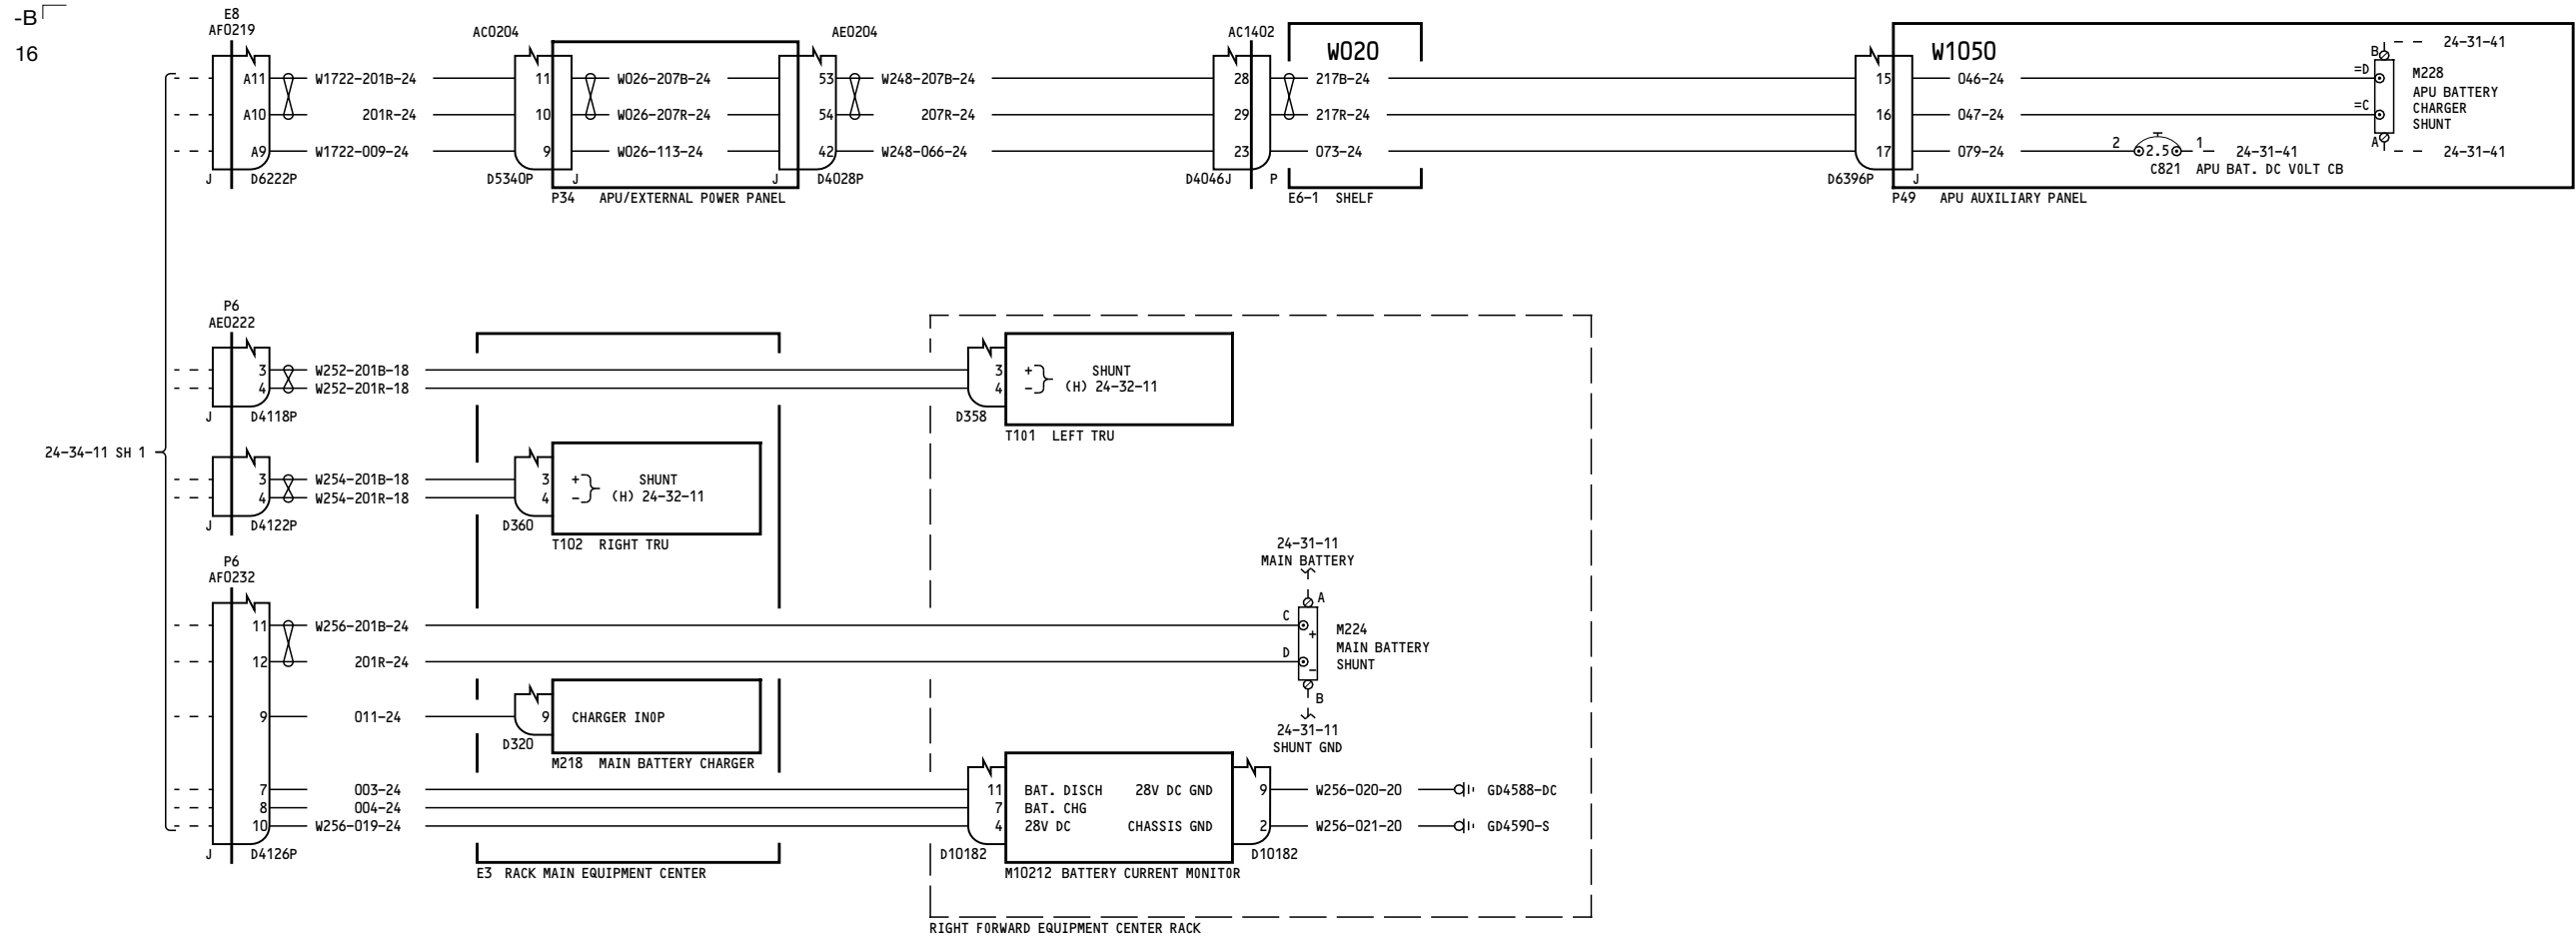 -B
16
E8
AF0219
A11
A10
A9
J
D6222P
W1722-201B-24
201R-24
W1722-009-24
AC0204
11
10
9
D5340P
J
W026-207B-24
W026-207R-24
W026-113-24
P34 APU/EXTERNAL POWER PANEL
AE0204
53
54
42
J
D4028P
W248-207B-24
207R-24
W248-066-24
AC1402
28
29
23
D4046J
P
W020
217B-24
217R-24
073-24
E6-1 SHELF
15
16
17
D6396P
J
W1050
046-24
047-24
079-24
P49 APU AUXILIARY PANEL
2
2.5
1
24-31-41
C821 APU BAT. DC VOLT CB
B
24-31-41
=D
=C
M228
APU BATTERY
CHARGER
SHUNT
A
24-31-41
24-34-11 SH 1
P6
AE0222
3
4
J
D4118P
W252-201B-18
W252-201R-18
3
4
D358
+
-
SHUNT
(H) 24-32-11
T101 LEFT TRU
3
4
J
D4122P
W254-201B-18
W254-201R-18
3
4
D360
+
-
SHUNT
(H) 24-32-11
T102 RIGHT TRU
P6
AF0232
11
12
9
7
8
10
J
D4126P
W256-201B-24
201R-24
011-24
003-24
004-24
W256-019-24
9
D320
CHARGER INOP
M218 MAIN BATTERY CHARGER
E3 RACK MAIN EQUIPMENT CENTER
24-31-11
MAIN BATTERY
A
C
+
D
-
B
M224
MAIN BATTERY
SHUNT
24-31-11
SHUNT GND
11
7
4
D10182
BAT. DISCH
BAT. CHG
28V DC
28V DC GND
CHASSIS GND
9
2
D10182
M10212 BATTERY CURRENT MONITOR
W256-020-20
GD4588-DC
W256-021-20
GD4590-S
RIGHT FORWARD EQUIPMENT CENTER RACK